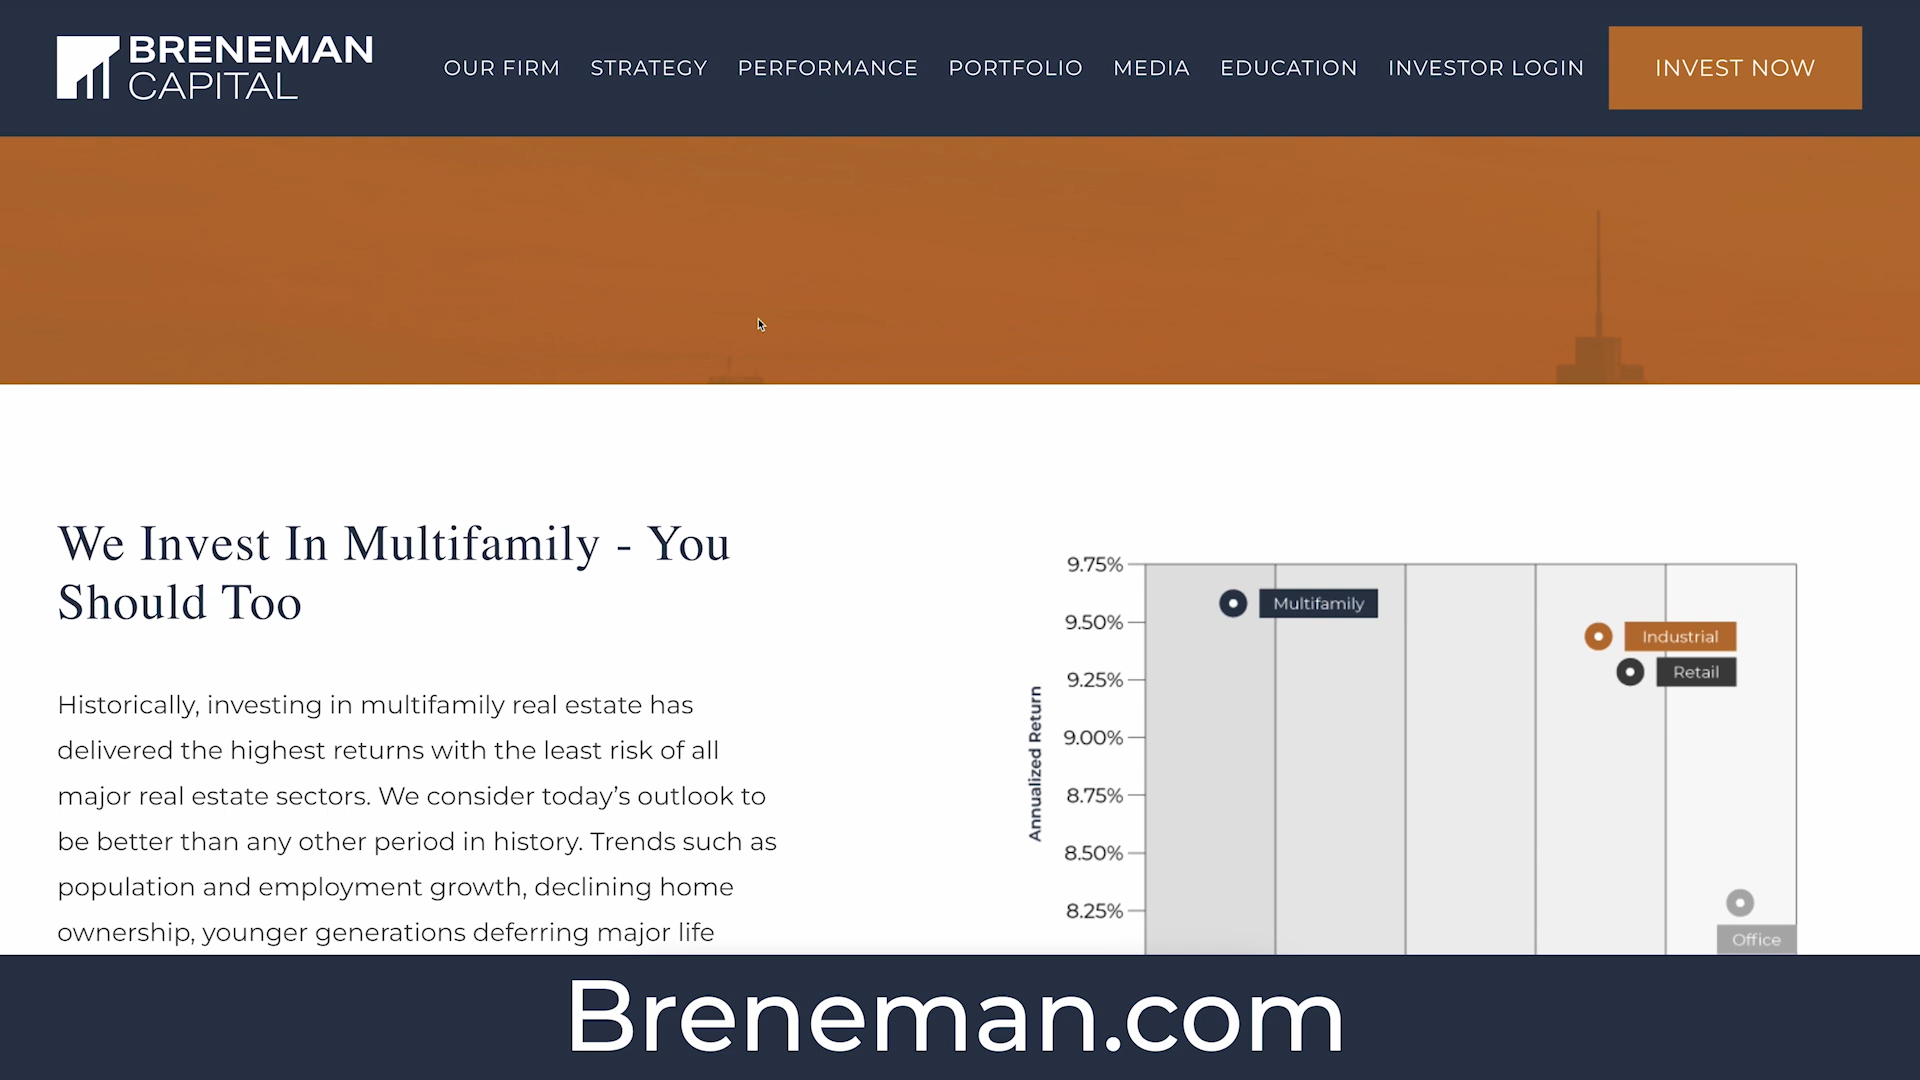 BRENEMAN
CAPITAL
OUR FIRM
STRATEGY
PERFORMANCE
PORTFOLIO
MEDIA
EDUCATION
INVESTOR LOGIN
INVEST NOW
We Invest In Multifamily - You
Should Too
Historically, investing in multifamily real estate has
delivered the highest returns with the least risk of all
major real estate sectors. We consider today’s outlook to
be better than any other period in history. Trends such as
population and employment growth, declining home
ownership, younger generations deferring major life
Annualized Return
9.75%
9.50%
9.25%
9.00%
8.75%
8.50%
8.25%
Multifamily
Industrial
Retail
Office
Breneman.com